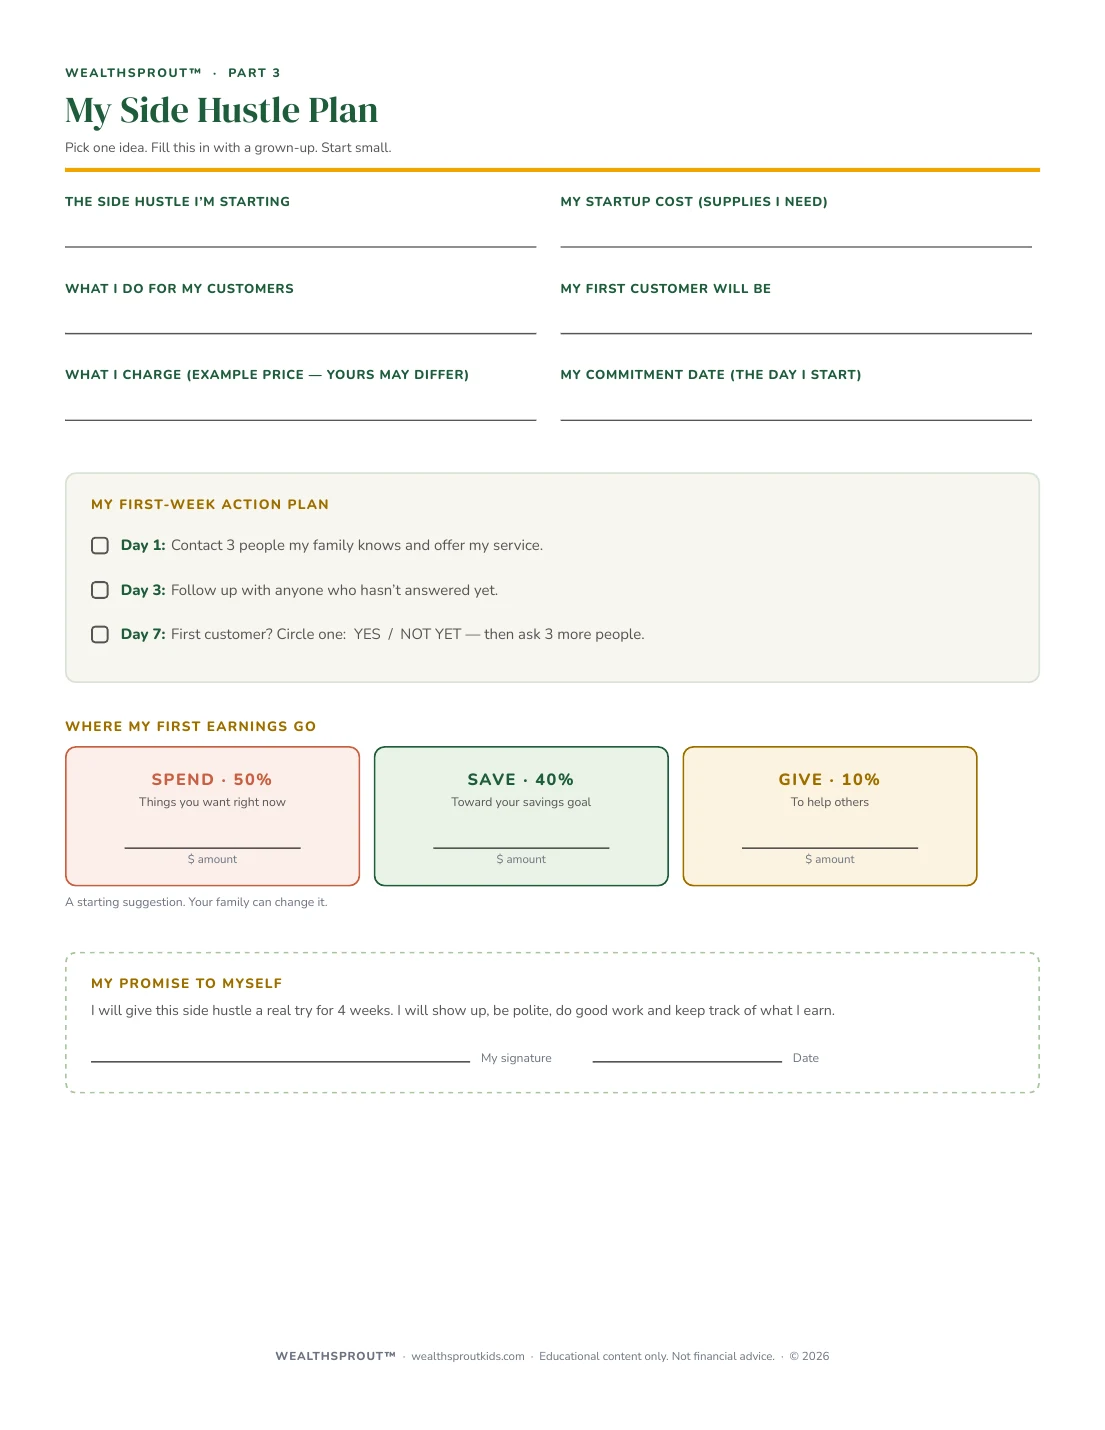 WEALTHSPROUT™ · PART 3
My Side Hustle Plan
Pick one idea. Fill this in with a grown-up. Start small.
THE SIDE HUSTLE I’M STARTING
MY STARTUP COST (SUPPLIES I NEED)
WHAT I DO FOR MY CUSTOMERS
MY FIRST CUSTOMER WILL BE
WHAT I CHARGE (EXAMPLE PRICE — YOURS MAY DIFFER)
MY COMMITMENT DATE (THE DAY I START)
MY FIRST-WEEK ACTION PLAN
Day 1: Contact 3 people my family knows and offer my service.
Day 3: Follow up with anyone who hasn’t answered yet.
Day 7: First customer? Circle one: YES / NOT YET — then ask 3 more people.
WHERE MY FIRST EARNINGS GO
SPEND · 50%
Things you want right now
$ amount
SAVE · 40%
Toward your savings goal
$ amount
GIVE · 10%
To help others
$ amount
A starting suggestion. Your family can change it.
MY PROMISE TO MYSELF
I will give this side hustle a real try for 4 weeks. I will show up, be polite, do good work and keep track of what I earn.
My signature
Date
WEALTHSPROUT™ · wealthsproutkids.com · Educational content only. Not financial advice. · © 2026